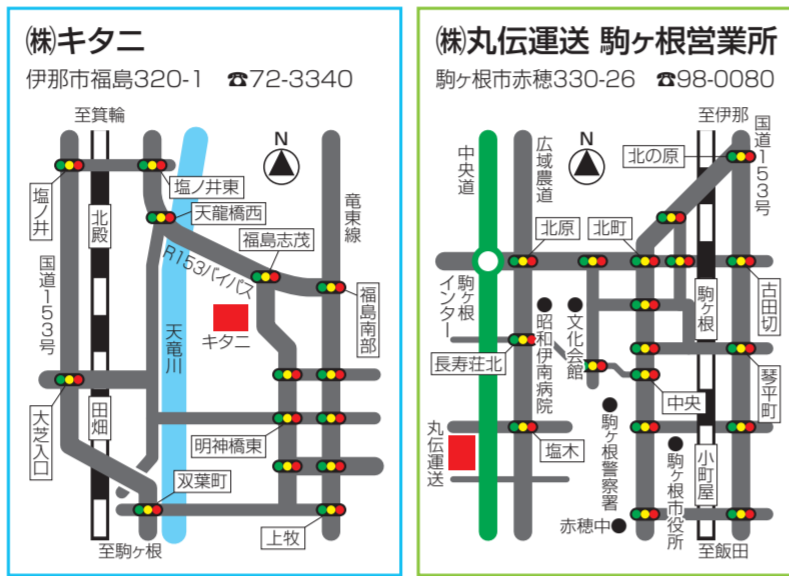 ㈱キタニ
伊那市福島320-1 ☎72-3340
至箕輪
N
塩ノ井
塩ノ井東
北殿
天龍橋西
竜東線
福島志茂
R153バイパス
国道153号
天竜川
キタニ
福島南部
大芝入口
田畑
明神橋東
双葉町
上牧
至駒ヶ根
㈱丸伝運送 駒ヶ根営業所
駒ヶ根市赤穂330-26 ☎98-0080
至伊那
中央道
広域農道
N
北の原
国道153号
北原
北町
駒ヶ根インター
駒ヶ根
古田切
昭和伊南病院
文化会館
長寿荘北
中央
琴平町
丸伝運送
塩木
駒ヶ根警察署
駒ヶ根市役所
小町屋
赤穂中
至飯田